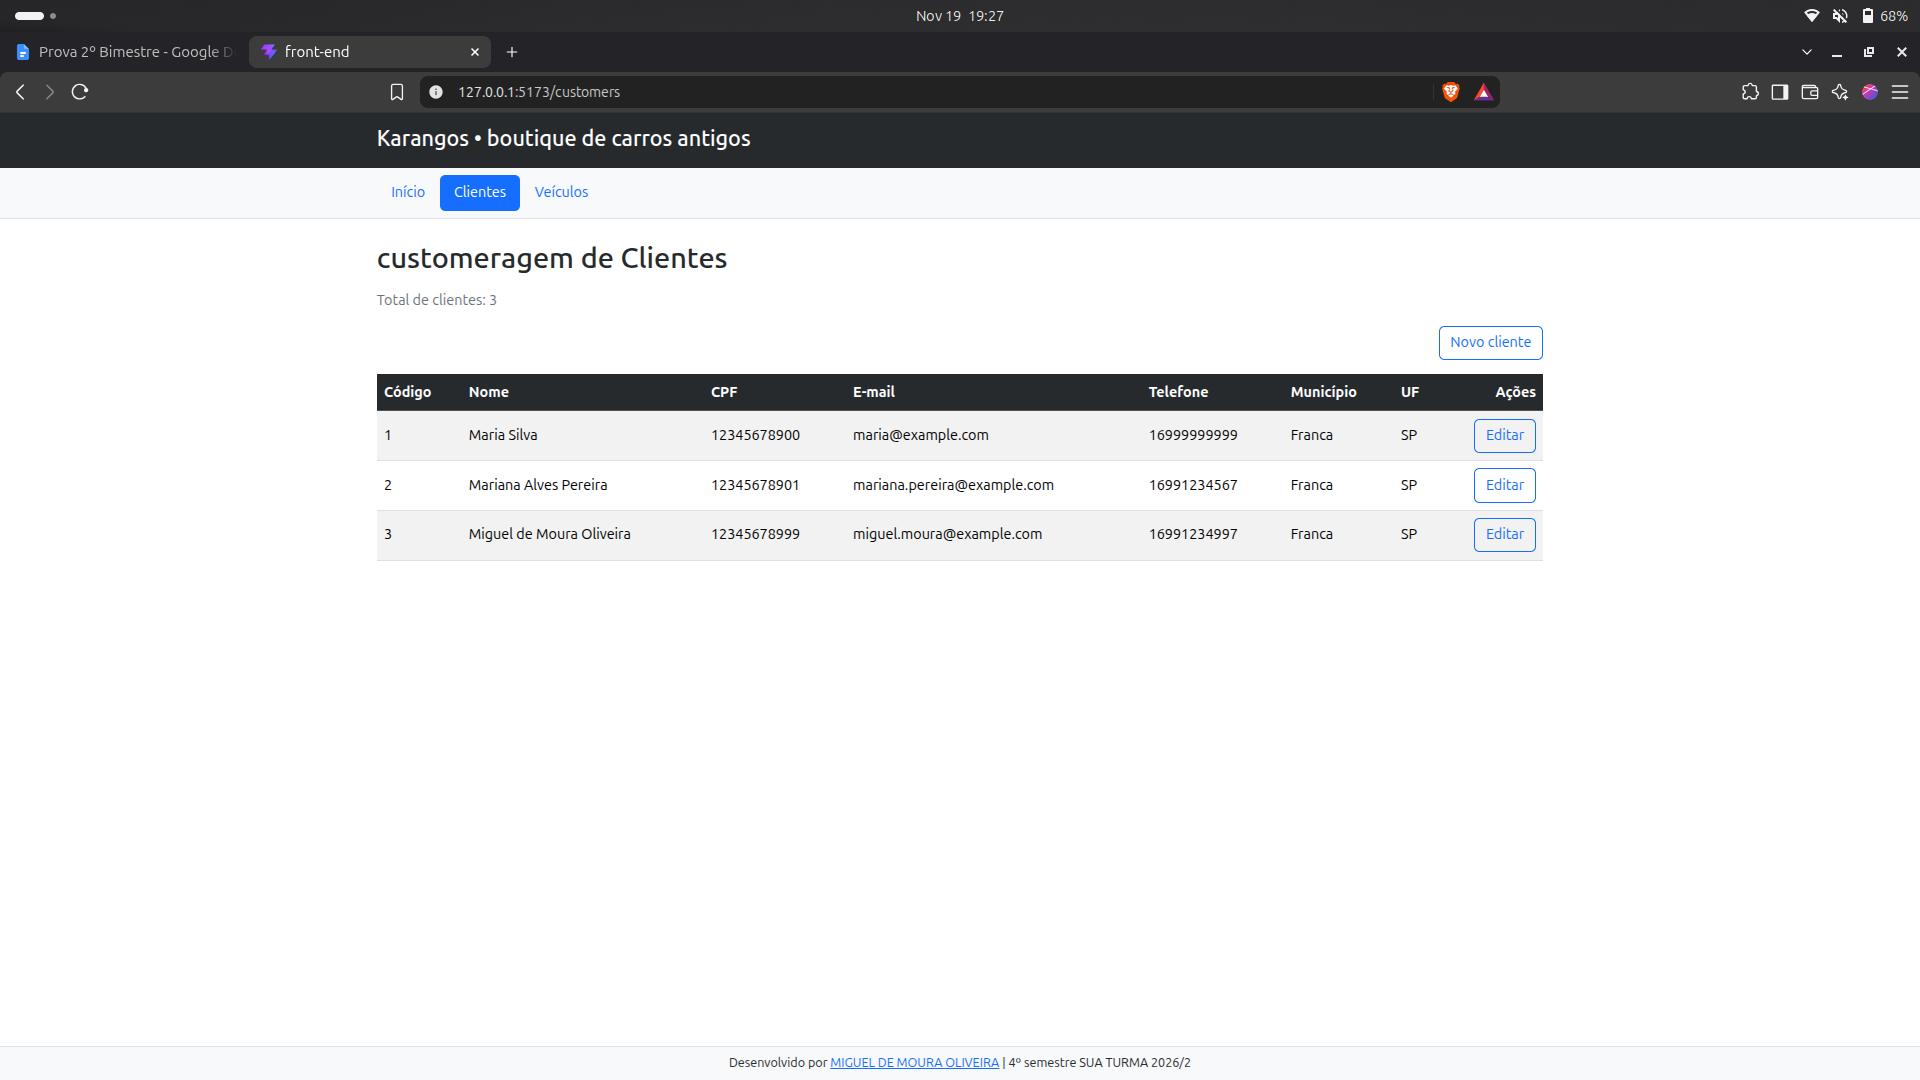 Nov 19 19:27
68%
Prova 2º Bimestre - Google D
front-end
127.0.0.1:5173/customers
Karangos • boutique de carros antigos
Início Clientes Veículos
customeragem de Clientes
Total de clientes: 3
Novo cliente
Código Nome CPF E-mail Telefone Município UF Ações
1 Maria Silva 12345678900 maria@example.com 16999999999 Franca SP Editar
2 Mariana Alves Pereira 12345678901 mariana.pereira@example.com 16991234567 Franca SP Editar
3 Miguel de Moura Oliveira 12345678999 miguel.moura@example.com 16991234997 Franca SP Editar
Desenvolvido por MIGUEL DE MOURA OLIVEIRA | 4º semestre SUA TURMA 2026/2